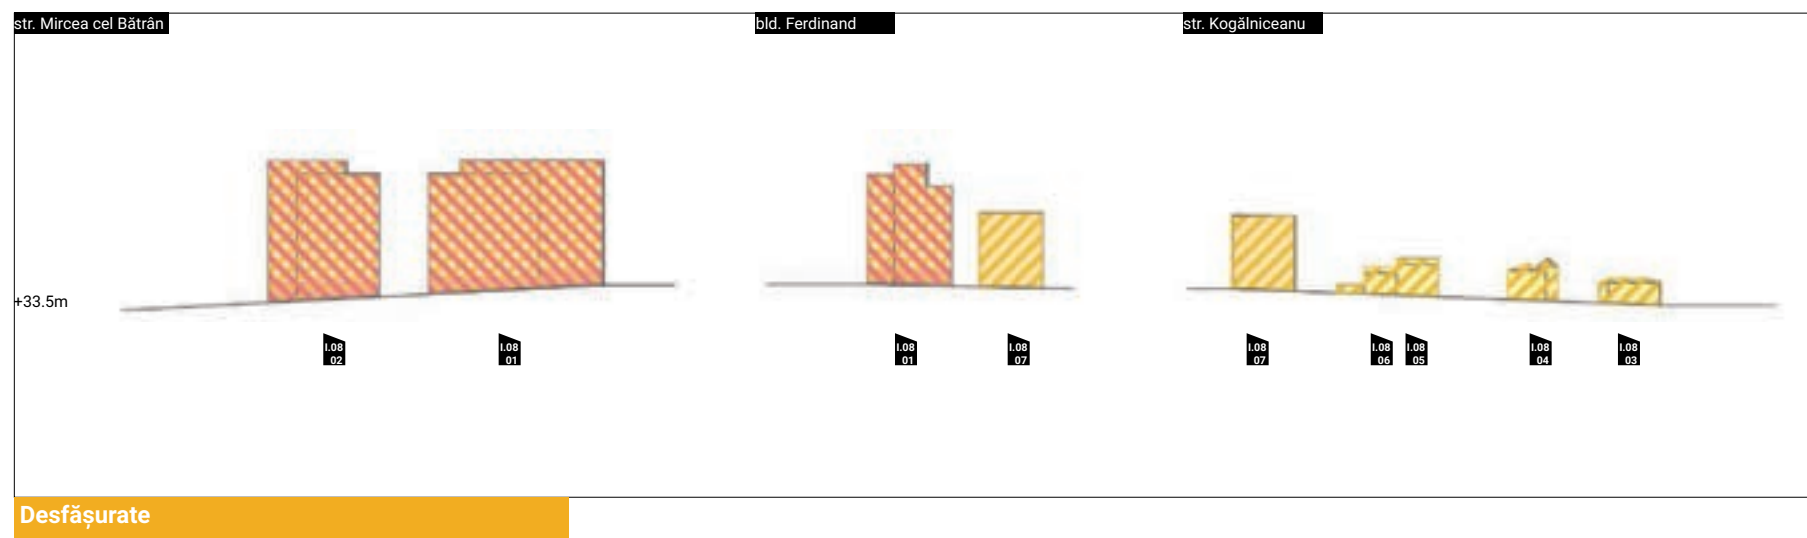 str. Mircea cel Bătrân
bld. Ferdinand
str. Kogălniceanu
+33.5m
I.08
02
I.08
01
I.08
01
I.08
07
I.08
07
I.08
06
I.08
05
I.08
04
I.08
03
Desfășurate